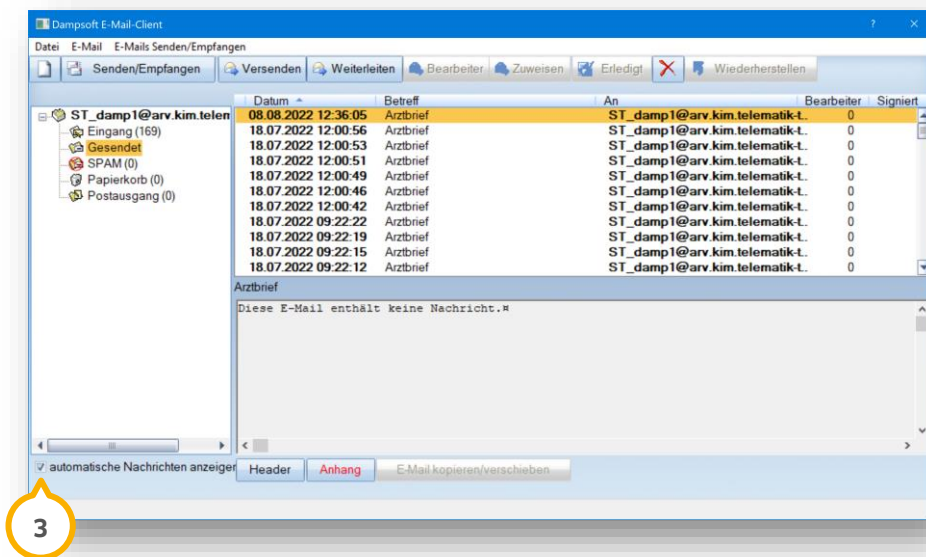 Dampsoft E-Mail-Client
Datei E-Mail E-Mails Senden/Empfangen
Senden/Empfangen Versenden Weiterleiten Bearbeiter Zuweisen Erledigt Wiederherstellen
Datum Betreff An Bearbeiter Signiert
ST_damp1@arv.kim.telem 08.08.2022 12:36:05 Arztbrief ST_damp1@arv.kim.telematik-t.. 0
Eingang (169) 18.07.2022 12:00:56 Arztbrief ST_damp1@arv.kim.telematik-t.. 0
Gesendet 18.07.2022 12:00:53 Arztbrief ST_damp1@arv.kim.telematik-t.. 0
SPAM (0) 18.07.2022 12:00:51 Arztbrief ST_damp1@arv.kim.telematik-t.. 0
Papierkorb (0) 18.07.2022 12:00:49 Arztbrief ST_damp1@arv.kim.telematik-t.. 0
Postausgang (0) 18.07.2022 12:00:46 Arztbrief ST_damp1@arv.kim.telematik-t.. 0
18.07.2022 12:00:42 Arztbrief ST_damp1@arv.kim.telematik-t.. 0
18.07.2022 09:22:22 Arztbrief ST_damp1@arv.kim.telematik-t.. 0
18.07.2022 09:22:19 Arztbrief ST_damp1@arv.kim.telematik-t.. 0
18.07.2022 09:22:15 Arztbrief ST_damp1@arv.kim.telematik-t.. 0
18.07.2022 09:22:12 Arztbrief ST_damp1@arv.kim.telematik-t.. 0
Arztbrief
Diese E-Mail enthält keine Nachricht.¤
automatische Nachrichten anzeiger Header Anhang E-Mail kopieren/verschieben
3